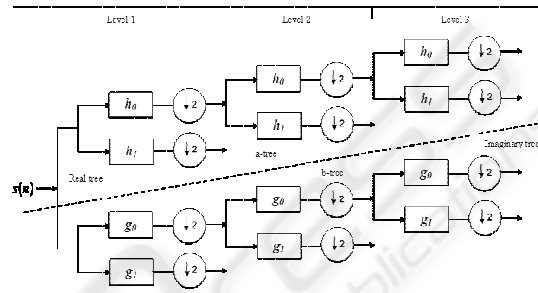 Level 1 Level 2 Level 3
h0 ↓2
h0 ↓2
h0 ↓2 h1 ↓2
h1 ↓2
h1 ↓2
a-tree Imaginary tree
Real tree b-tree
x(n)
g0 ↓2
g0 ↓2
g0 ↓2 g1 ↓2
g1 ↓2
g1 ↓2